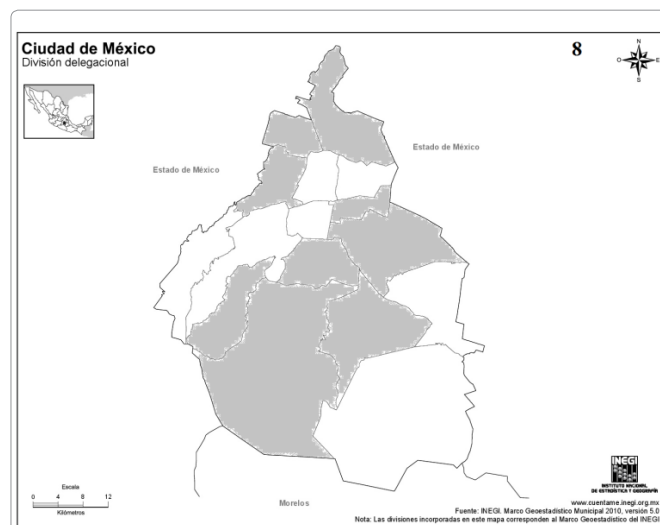 Ciudad de México
División delegacional
8
N
O
E
S
Estado de México
Estado de México
Morelos
Escala
0 4 8 12
Kilómetros
INEGI
INSTITUTO NACIONAL
DE ESTADÍSTICA Y GEOGRAFÍA
www.cuentame.inegi.org.mx
Fuente: INEGI. Marco Geoestadístico Municipal 2010, versión 5.0
Nota: Las divisiones incorporadas en este mapa corresponden al Marco Geoestadístico del INEGI